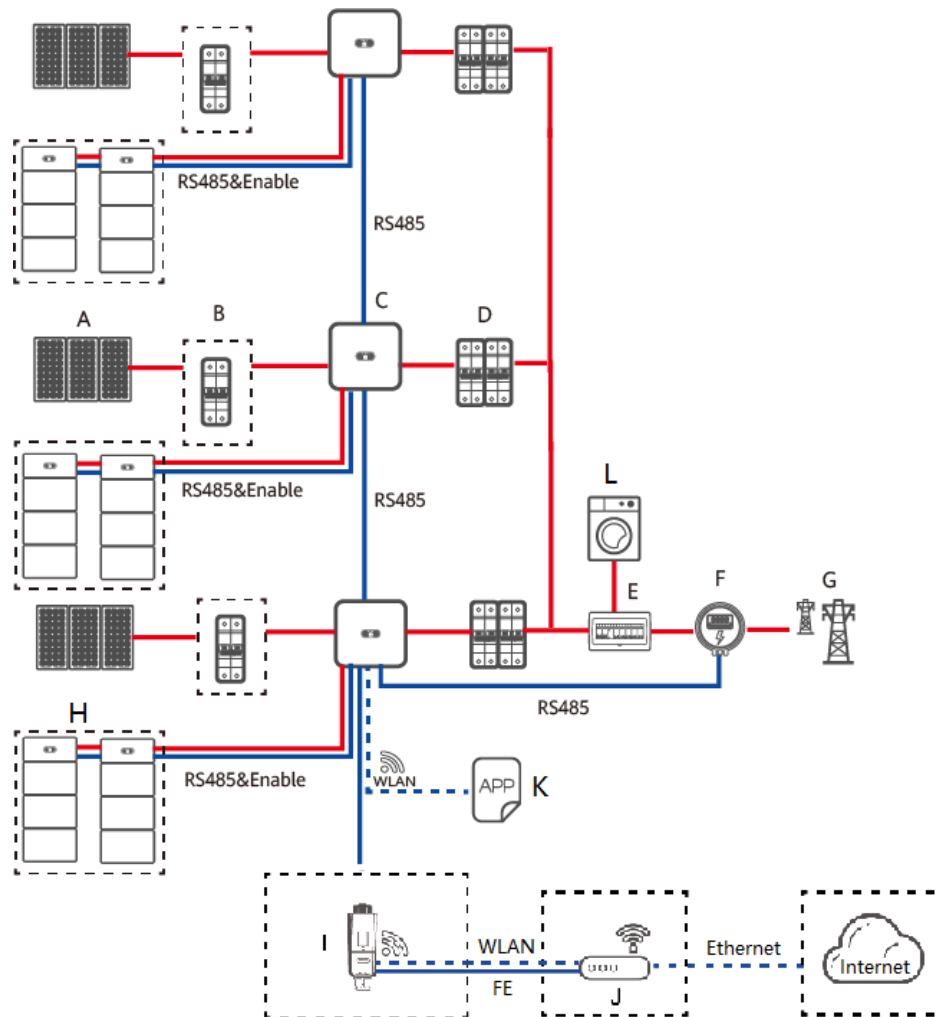 RS485&Enable
RS485
A
B
C
D
RS485&Enable
RS485
L
E
F
G
RS485
H
RS485&Enable
WLAN
APP
K
I
WLAN
FE
J
Ethernet
Internet